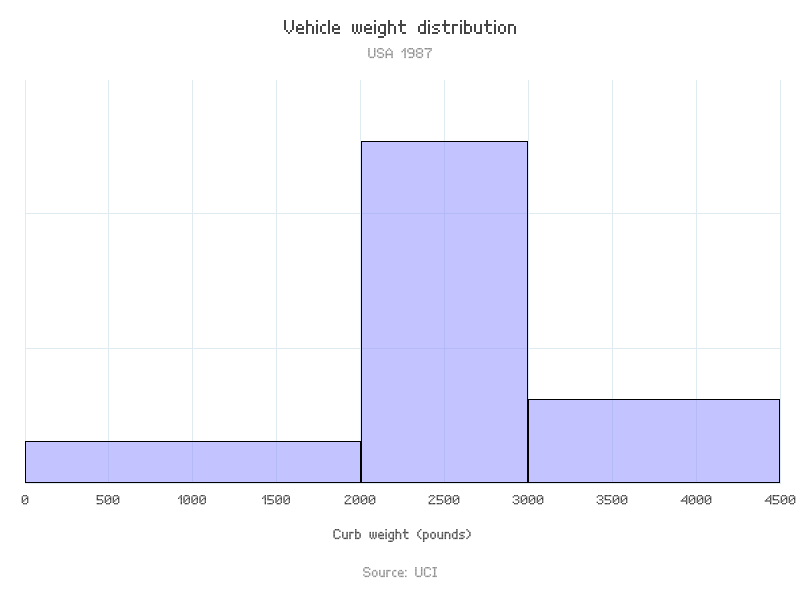 Vehicle weight distribution
USA 1987
0 500 1000 1500 2000 2500 3000 3500 4000 4500
Curb weight (pounds)
Source: UCI